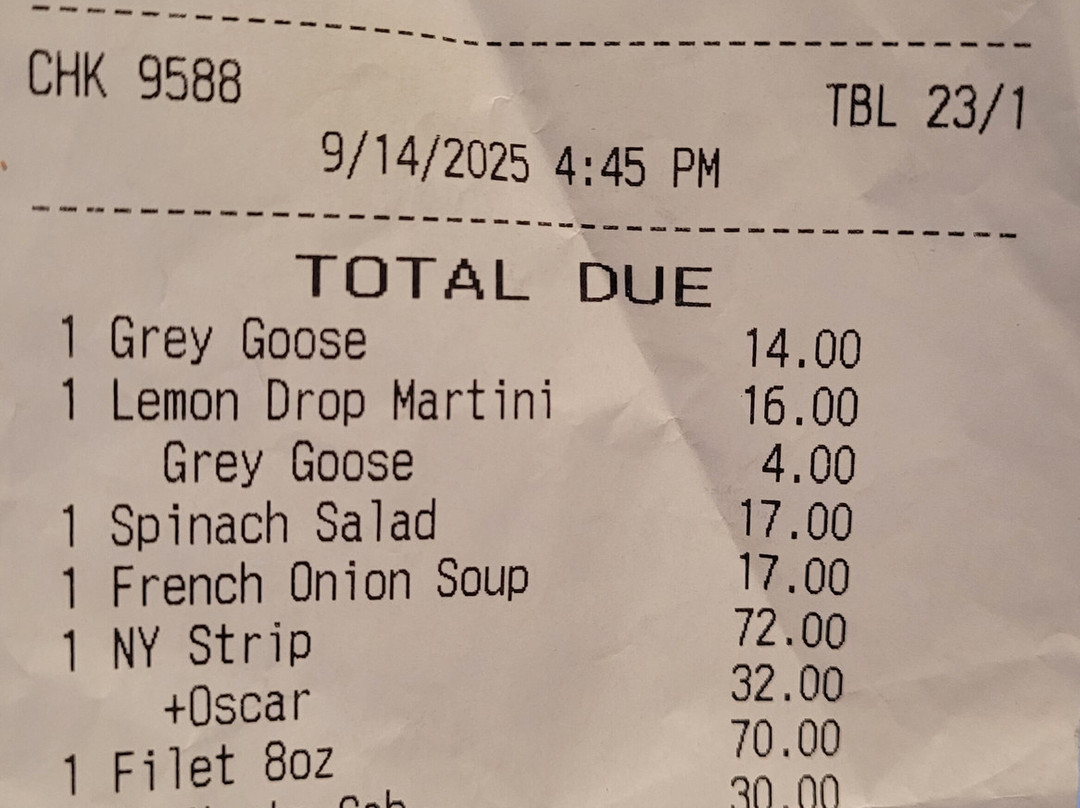 CHK 9588 TBL 23/1
9/14/2025 4:45 PM
TOTAL DUE
1 Grey Goose 14.00
1 Lemon Drop Martini 16.00
Grey Goose 4.00
1 Spinach Salad 17.00
1 French Onion Soup 17.00
1 NY Strip 72.00
+Oscar 32.00
1 Filet 8oz 70.00
30.00